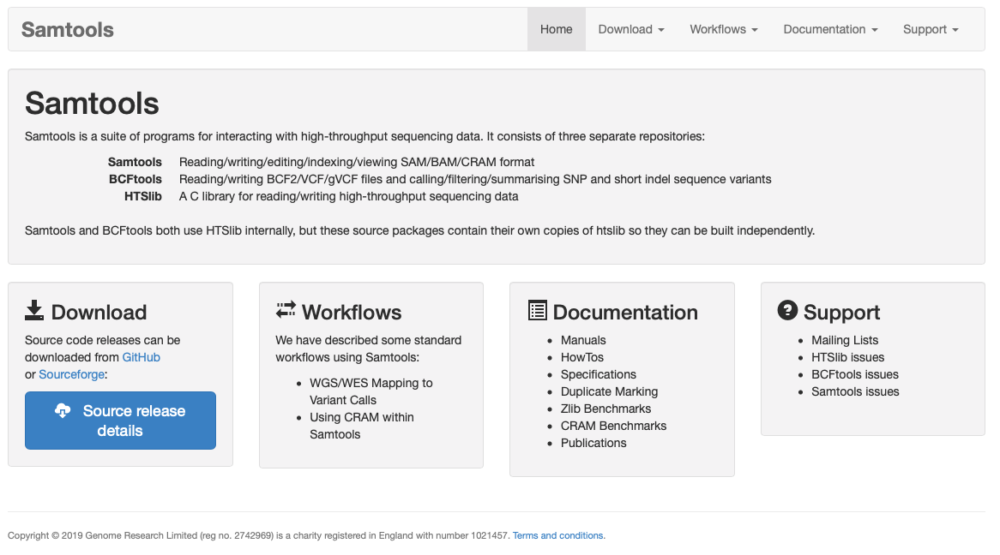 Samtools
Home Download Workflows Documentation Support
Samtools
Samtools is a suite of programs for interacting with high-throughput sequencing data. It consists of three separate repositories:
Samtools Reading/writing/editing/indexing/viewing SAM/BAM/CRAM format
BCFtools Reading/writing BCF2/VCF/gVCF files and calling/filtering/summarising SNP and short indel sequence variants
HTSlib A C library for reading/writing high-throughput sequencing data
Samtools and BCFtools both use HTSlib internally, but these source packages contain their own copies of htslib so they can be built independently.
Download
Source code releases can be
downloaded from GitHub
or Sourceforge:
Source release
details
Workflows
We have described some standard
workflows using Samtools:
• WGS/WES Mapping to
Variant Calls
• Using CRAM within
Samtools
Documentation
• Manuals
• HowTos
• Specifications
• Duplicate Marking
• Zlib Benchmarks
• CRAM Benchmarks
• Publications
Support
• Mailing Lists
• HTSlib issues
• BCFtools issues
• Samtools issues
Copyright © 2019 Genome Research Limited (reg no. 2742969) is a charity registered in England with number 1021457. Terms and conditions.